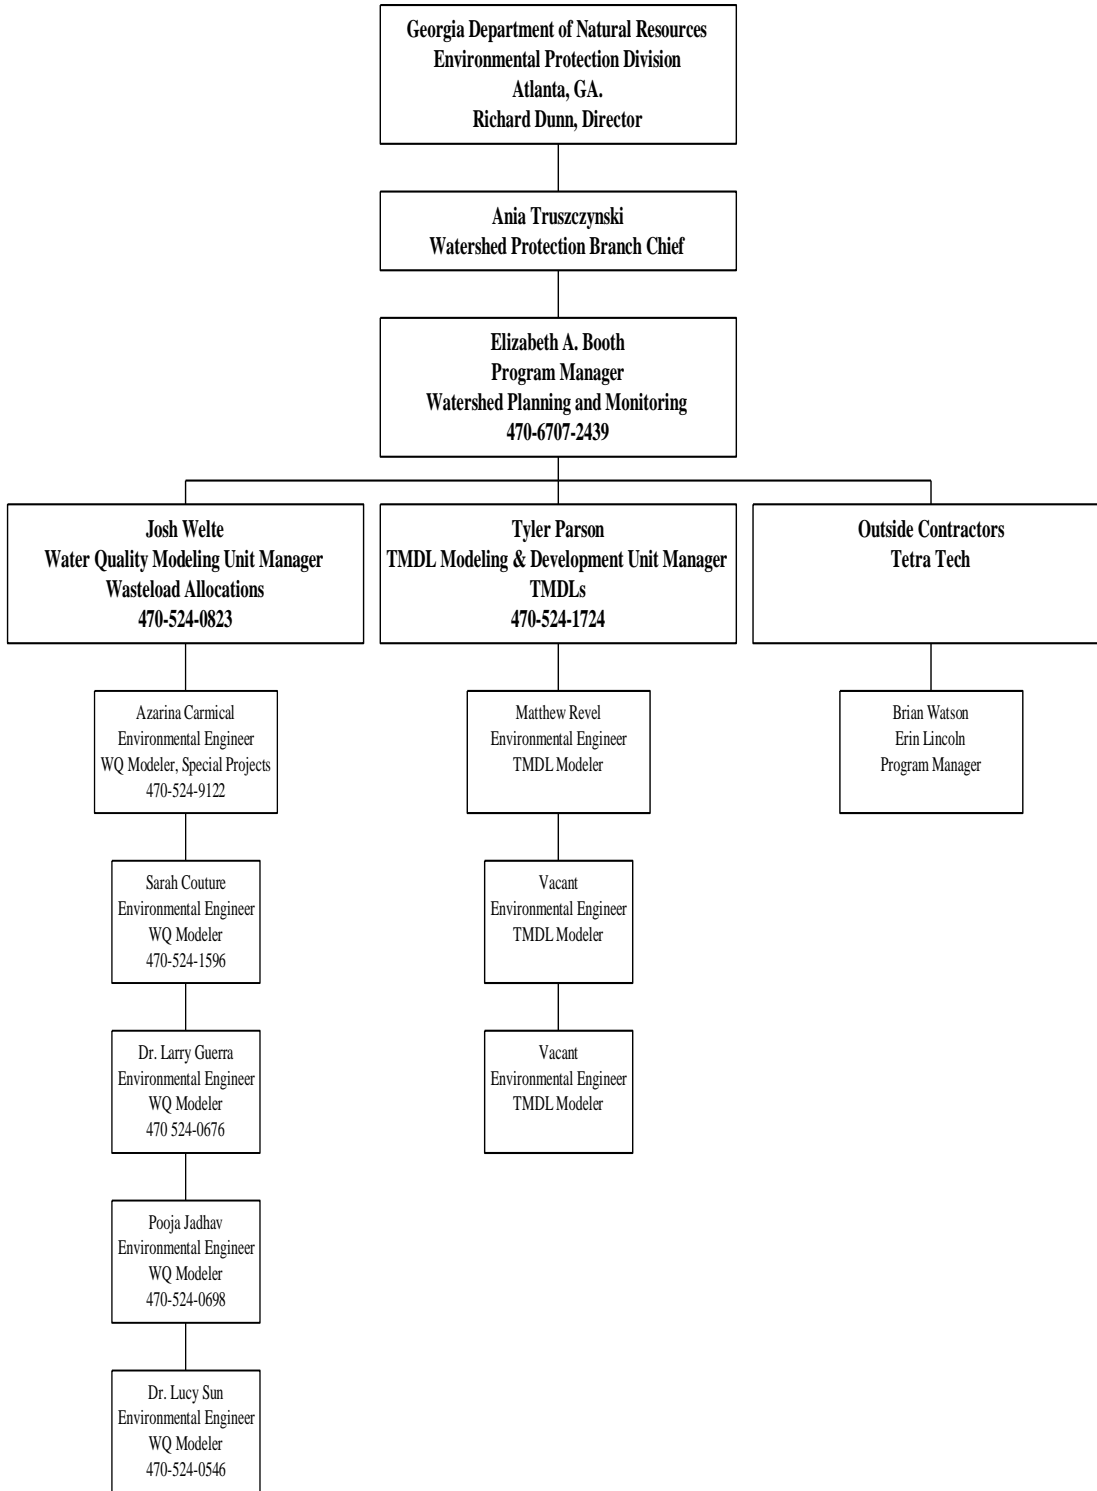 Georgia Department of Natural Resources
Environmental Protection Division
Atlanta, GA.
Richard Dunn, Director
Ania Truszczynski
Watershed Protection Branch Chief
Elizabeth A. Booth
Program Manager
Watershed Planning and Monitoring
470-6707-2439
Josh Welte
Water Quality Modeling Unit Manager
Wasteload Allocations
470-524-0823
Tyler Parson
TMDL Modeling & Development Unit Manager
TMDLs
470-524-1724
Outside Contractors
Tetra Tech
Azarina Carmical
Environmental Engineer
WQ Modeler, Special Projects
470-524-9122
Matthew Revel
Environmental Engineer
TMDL Modeler
Brian Watson
Erin Lincoln
Program Manager
Sarah Couture
Environmental Engineer
WQ Modeler
470-524-1596
Vacant
Environmental Engineer
TMDL Modeler
Dr. Larry Guerra
Environmental Engineer
WQ Modeler
470 524-0676
Vacant
Environmental Engineer
TMDL Modeler
Pooja Jadhav
Environmental Engineer
WQ Modeler
470-524-0698
Dr. Lucy Sun
Environmental Engineer
WQ Modeler
470-524-0546